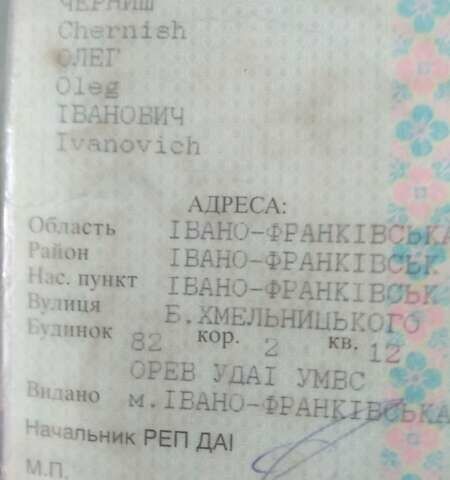 ЧЕРНИШ
Chernish
ОЛЕГ
Oleg
ІВАНОВИЧ
Ivanovich
АДРЕСА:
Область ІВАНО-ФРАНКІВСЬКА
Район ІВАНО-ФРАНКІВСЬК
Нас. пункт ІВАНО-ФРАНКІВСЬК
Вулиця Б.ХМЕЛЬНИЦЬКОГО
Будинок 82 кор. 2 кв. 12
ОРЕВ УДАІ УМВС
Видано м.ІВАНО-ФРАНКІВСЬКА
Начальник РЕП ДАІ
М.П.